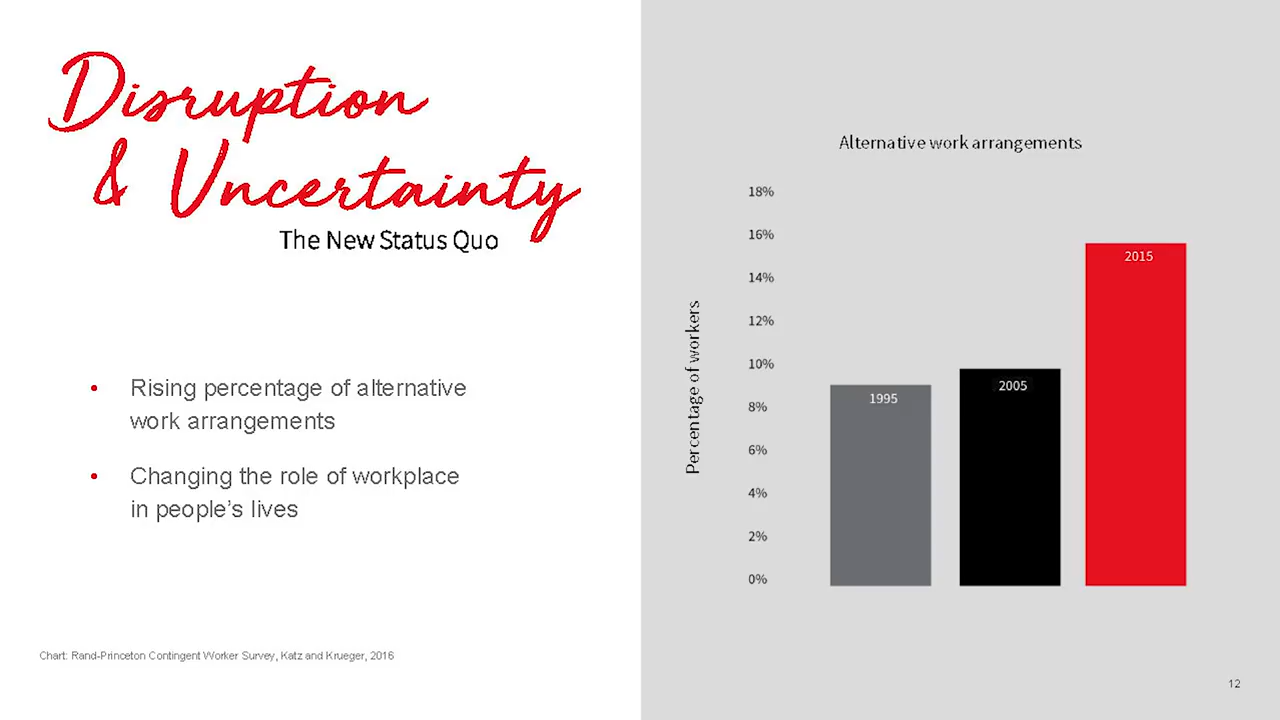 Disruption
& Uncertainty
The New Status Quo
• Rising percentage of alternative
work arrangements
• Changing the role of workplace
in people’s lives
Chart: Rand-Princeton Contingent Worker Survey, Katz and Krueger, 2016
Alternative work arrangements
Percentage of workers
18%
16%
14%
12%
10%
8%
6%
4%
2%
0%
1995
2005
2015
12